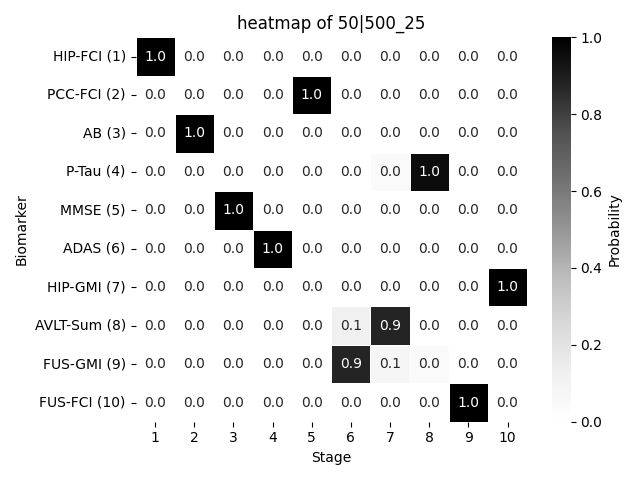 heatmap of 50|500_25
HIP-FCI (1) 1.0 0.0 0.0 0.0 0.0 0.0 0.0 0.0 0.0 0.0
PCC-FCI (2) 0.0 0.0 0.0 0.0 1.0 0.0 0.0 0.0 0.0 0.0
AB (3) 0.0 1.0 0.0 0.0 0.0 0.0 0.0 0.0 0.0 0.0
P-Tau (4) 0.0 0.0 0.0 0.0 0.0 0.0 0.0 1.0 0.0 0.0
MMSE (5) 0.0 0.0 1.0 0.0 0.0 0.0 0.0 0.0 0.0 0.0
ADAS (6) 0.0 0.0 0.0 1.0 0.0 0.0 0.0 0.0 0.0 0.0
HIP-GMI (7) 0.0 0.0 0.0 0.0 0.0 0.0 0.0 0.0 0.0 1.0
AVLT-Sum (8) 0.0 0.0 0.0 0.0 0.0 0.1 0.9 0.0 0.0 0.0
FUS-GMI (9) 0.0 0.0 0.0 0.0 0.0 0.9 0.1 0.0 0.0 0.0
FUS-FCI (10) 0.0 0.0 0.0 0.0 0.0 0.0 0.0 0.0 1.0 0.0
1 2 3 4 5 6 7 8 9 10
Stage
Biomarker
1.0
0.8
0.6
0.4
0.2
0.0
Probability